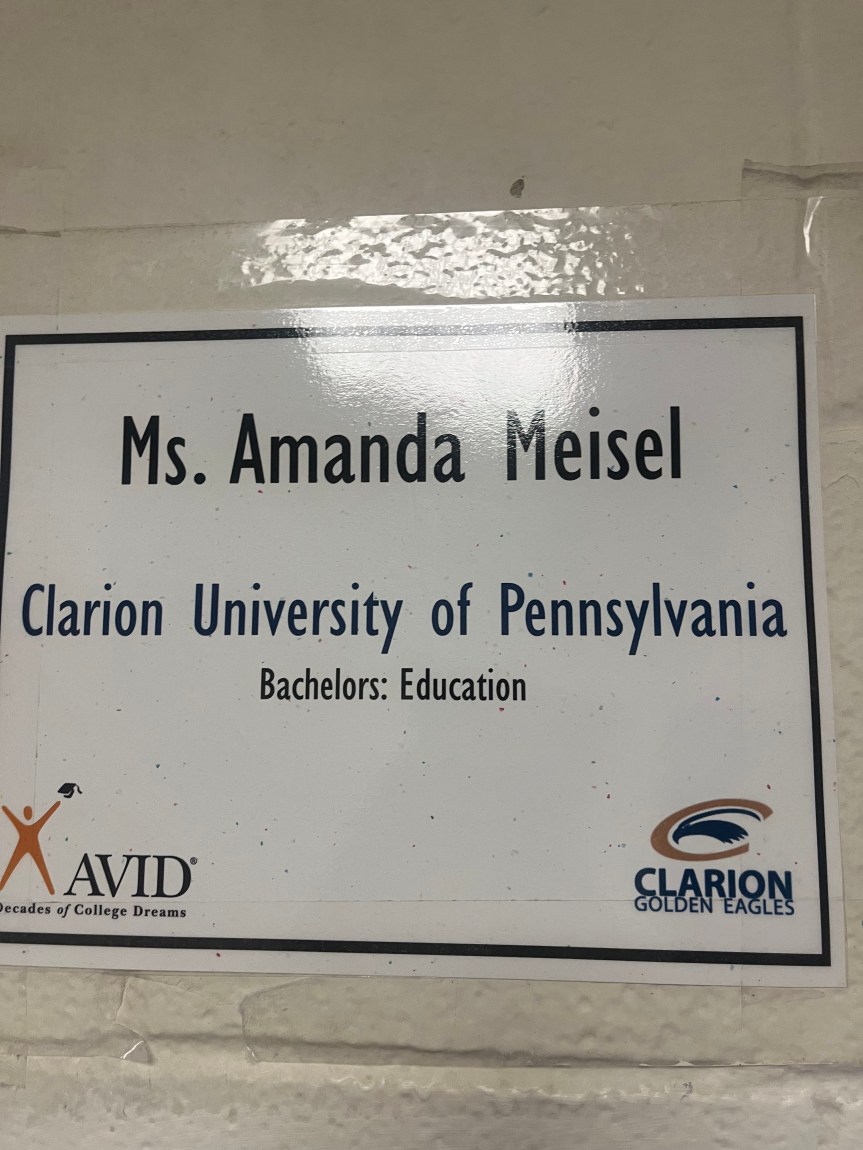 Ms. Amanda Meisel
Clarion University of Pennsylvania
Bachelors: Education
AVID®
Decades of College Dreams
CLARION
GOLDEN EAGLES